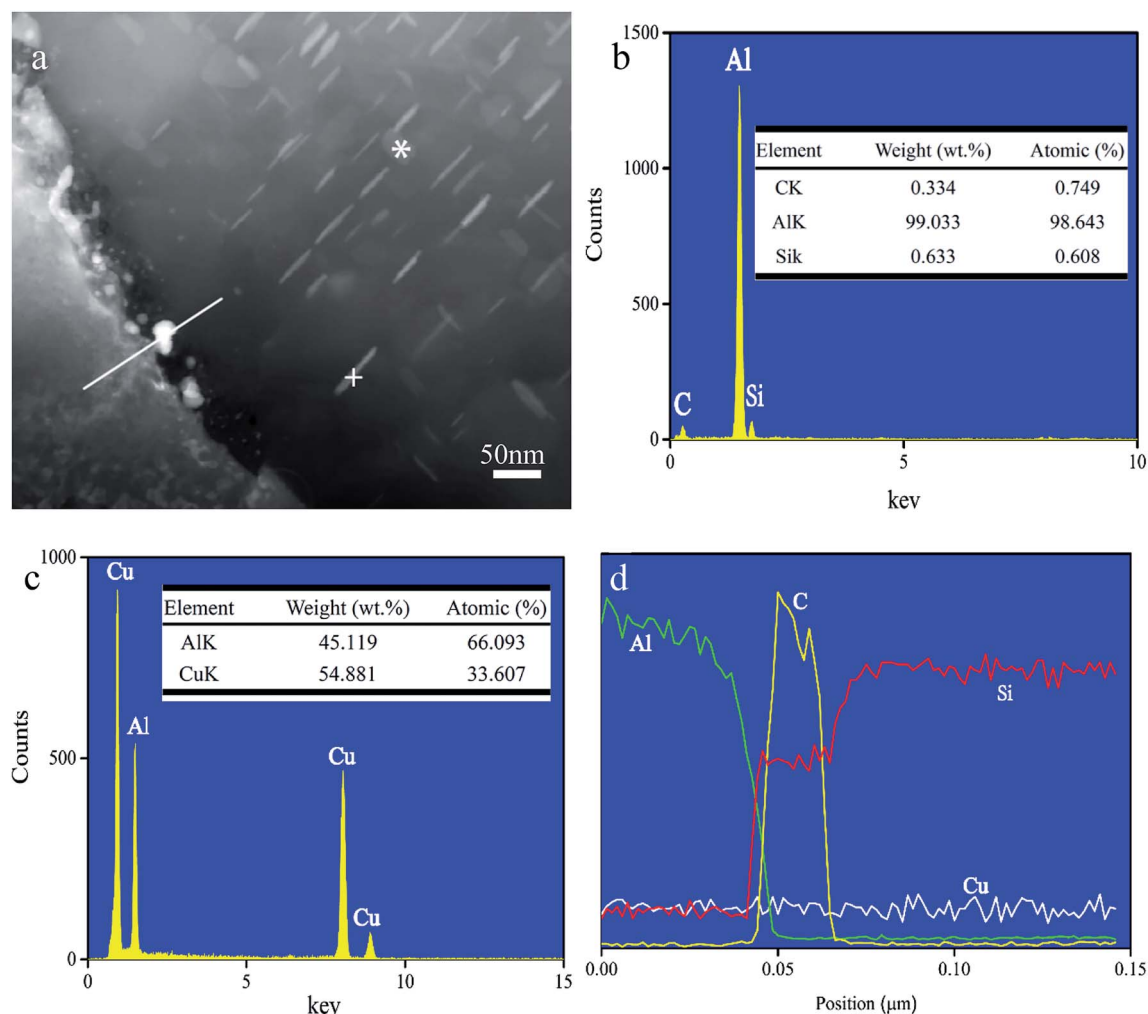 a
*
+
50nm
b
1500
1000
500
0
Counts
Al
C
Si
Element Weight (wt.%) Atomic (%)
CK 0.334 0.749
AlK 99.033 98.643
Sik 0.633 0.608
0 5 10
kev
c
1000
500
0
Counts
Cu
Al
Cu
Cu
Element Weight (wt.%) Atomic (%)
AlK 45.119 66.093
CuK 54.881 33.607
0 5 10 15
kev
d
C
Al
Si
Cu
0.00 0.05 0.10 0.15
Position (μm)